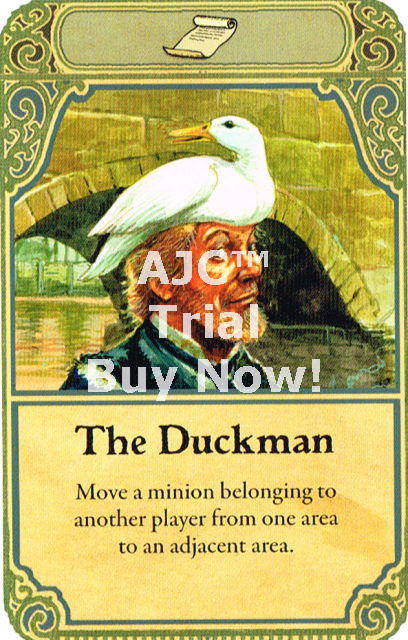 AJC™
Trial
Buy Now!
The Duckman
Move a minion belonging to
another player from one area
to an adjacent area.